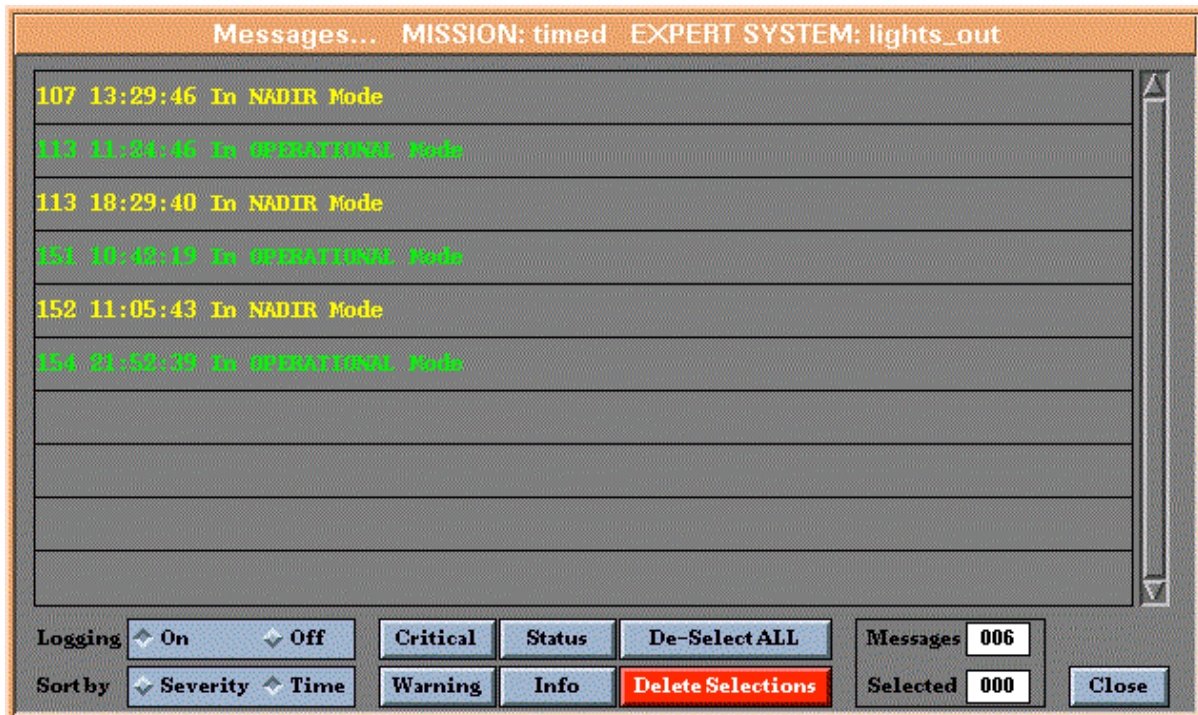 Messages... MISSION: timed EXPERT SYSTEM: lights_out
107 13:29:46 In NADIR Mode
113 11:24:46 In OPERATIONAL Mode
113 18:29:40 In NADIR Mode
151 10:42:19 In OPERATIONAL Mode
152 11:05:43 In NADIR Mode
154 21:52:39 In OPERATIONAL Mode
Logging On Off Critical Status De-Select ALL Messages 006
Sort by Severity Time Warning Info Delete Selections Selected 000 Close